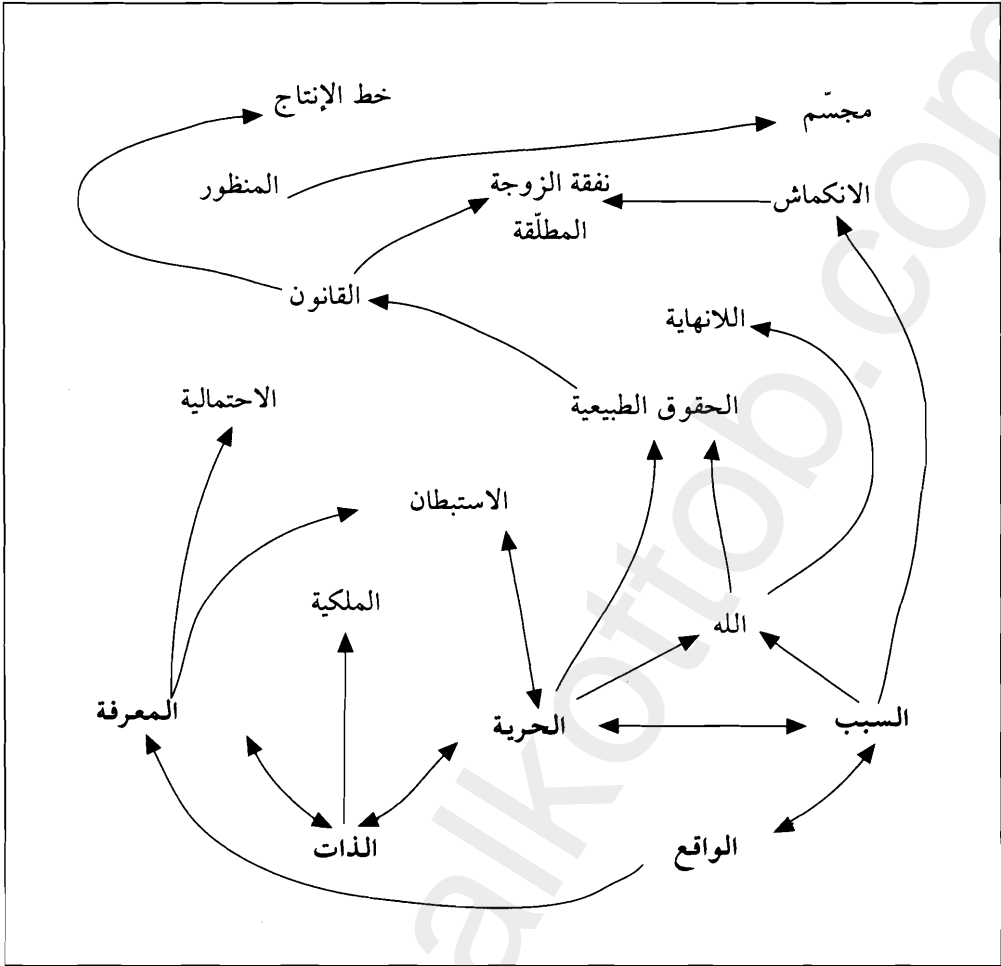 خط الإنتاج
مجسّم
المنظور
نفقة الزوجة
المطلّقة
الانكماش
القانون
اللانهاية
الاحتمالية
الحقوق الطبيعية
الاستبطان
الملكية
الله
المعرفة
الحرية
السبب
الذات
الواقع
alkottob.com